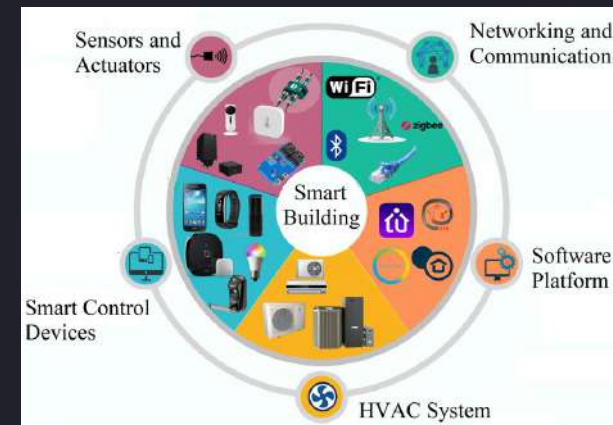 Sensors and
Actuators
Networking and
Communication
WiFi
zigbee
Smart
Building
Software
Platform
Smart Control
Devices
HVAC System